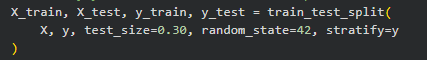 X_train, X_test, y_train, y_test = train_test_split(
    X, y, test_size=0.30, random_state=42, stratify=y
)